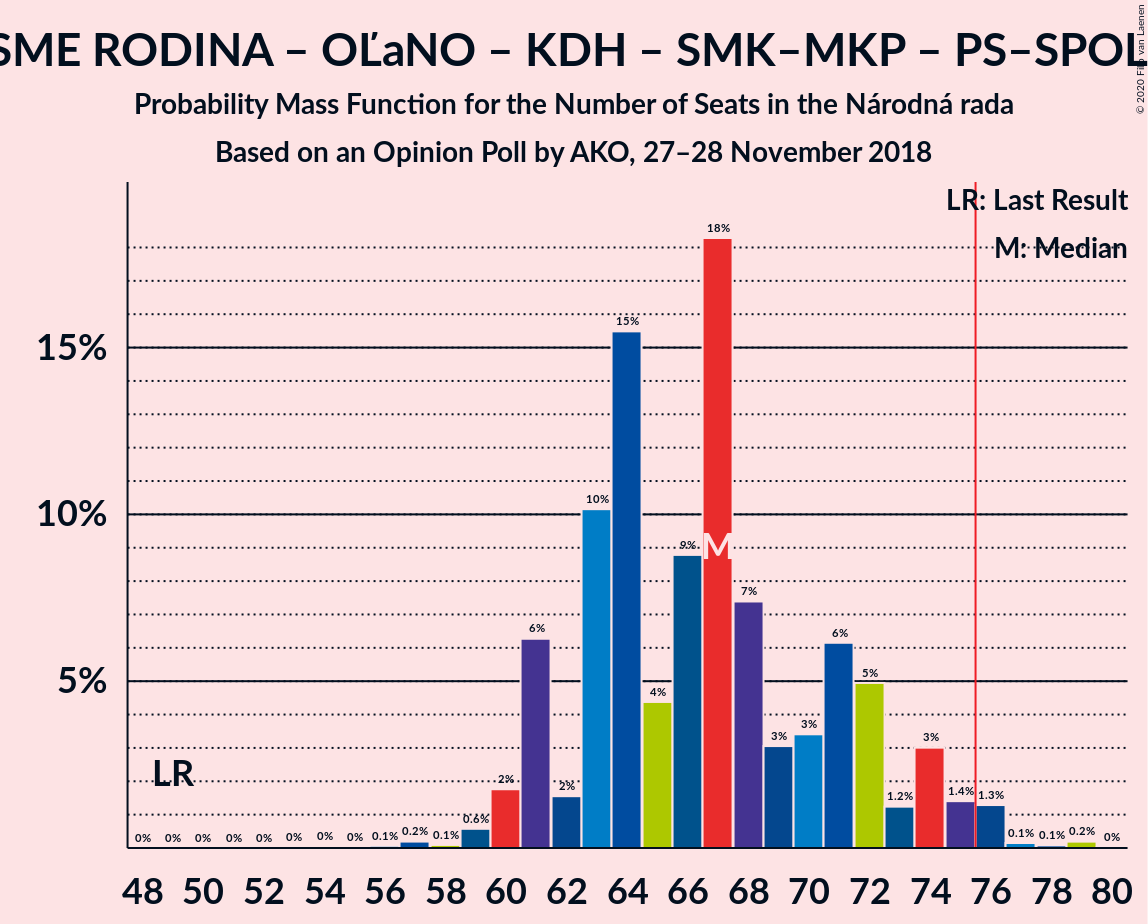 SME RODINA – OĽaNO – KDH – SMK–MKP – PS–SPOL
Probability Mass Function for the Number of Seats in the Národná rada
Based on an Opinion Poll by AKO, 27–28 November 2018
© 2020 Filip van Laenen
LR: Last Result
M: Median
18%
15%
15%
10%
10%
9%
M
7%
6%
6%
5%
5%
4%
3%
3%
3%
LR
2%
2%
1.4%
1.3%
1.2%
0.6%
0% 0% 0% 0% 0% 0% 0% 0% 0.1% 0.2% 0.1% 0.1% 0.1% 0.2% 0%
48 50 52 54 56 58 60 62 64 66 68 70 72 74 76 78 80